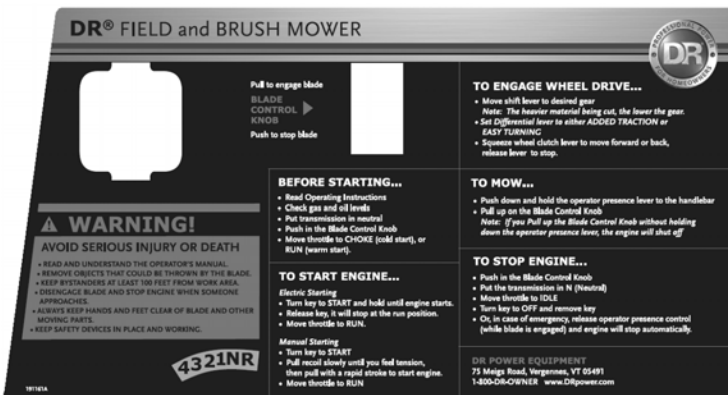 DR® FIELD and BRUSH MOWER
PROFESSIONAL POWER
DR
FOR HOMEOWNERS
Pull to engage blade
BLADE
CONTROL
KNOB
Push to stop blade
WARNING!
AVOID SERIOUS INJURY OR DEATH
• READ AND UNDERSTAND THE OPERATOR'S MANUAL.
• REMOVE OBJECTS THAT COULD BE THROWN BY THE BLADE.
• KEEP BYSTANDERS AT LEAST 100 FEET FROM WORK AREA.
• DISENGAGE BLADE AND STOP ENGINE WHEN SOMEONE
APPROACHES.
• ALWAYS KEEP HANDS AND FEET CLEAR OF BLADE AND OTHER
MOVING PARTS.
• KEEP SAFETY DEVICES IN PLACE AND WORKING.
4321NR
191161A
BEFORE STARTING...
• Read Operating Instructions
• Check gas and oil levels
• Put transmission in neutral
• Push in the Blade Control Knob
• Move throttle to CHOKE (cold start), or
RUN (warm start).
TO START ENGINE...
Electric Starting
• Turn key to START and hold until engine starts.
• Release key, it will stop at the run position.
• Move throttle to RUN.
Manual Starting
• Turn key to START
• Pull recoil slowly until you feel tension,
then pull with a rapid stroke to start engine.
• Move throttle to RUN
TO ENGAGE WHEEL DRIVE...
• Move shift lever to desired gear
Note: The heavier material being cut, the lower the gear.
• Set Differential lever to either ADDED TRACTION or
EASY TURNING
• Squeeze wheel clutch lever to move forward or back,
release lever to stop.
TO MOW...
• Push down and hold the operator presence lever to the handlebar
• Pull up on the Blade Control Knob
Note: If you Pull up the Blade Control Knob without holding
down the operator presence lever, the engine will shut off
TO STOP ENGINE...
• Push in the Blade Control Knob
• Put the transmission in N (Neutral)
• Move throttle to IDLE
• Turn key to OFF and remove key
• Or, in case of emergency, release operator presence control
(while blade is engaged) and engine will stop automatically.
DR POWER EQUIPMENT
75 Meigs Road, Vergennes, VT 05491
1-800-DR-OWNER www.DRpower.com